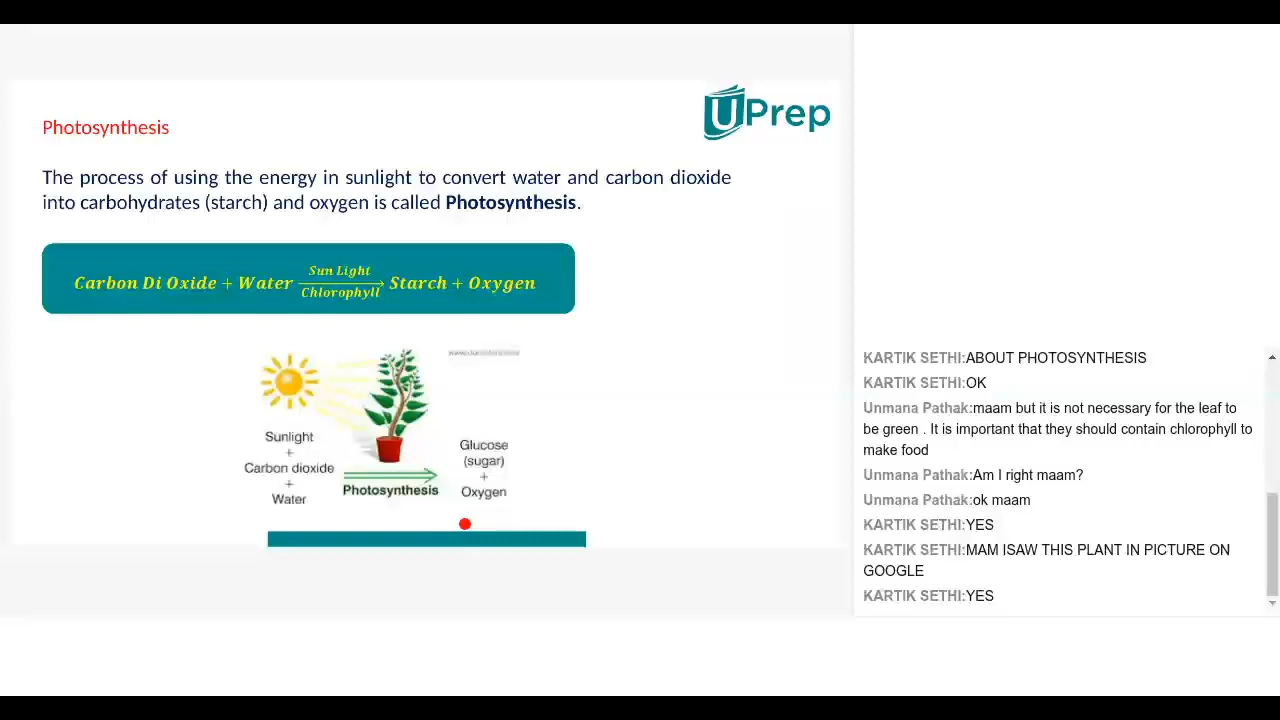 UPrep
Photosynthesis
The process of using the energy in sunlight to convert water and carbon dioxide
into carbohydrates (starch) and oxygen is called Photosynthesis.
Sun Light
Carbon Di Oxide + Water → Starch + Oxygen
Chlorophyll
Sunlight
+
Carbon dioxide
+
Water
Photosynthesis
Glucose
(sugar)
+
Oxygen
KARTIK SETHI:ABOUT PHOTOSYNTHESIS
KARTIK SETHI:OK
Unmana Pathak:maam but it is not necessary for the leaf to
be green . It is important that they should contain chlorophyll to
make food
Unmana Pathak:Am I right maam?
Unmana Pathak:ok maam
KARTIK SETHI:YES
KARTIK SETHI:MAM ISAW THIS PLANT IN PICTURE ON
GOOGLE
KARTIK SETHI:YES